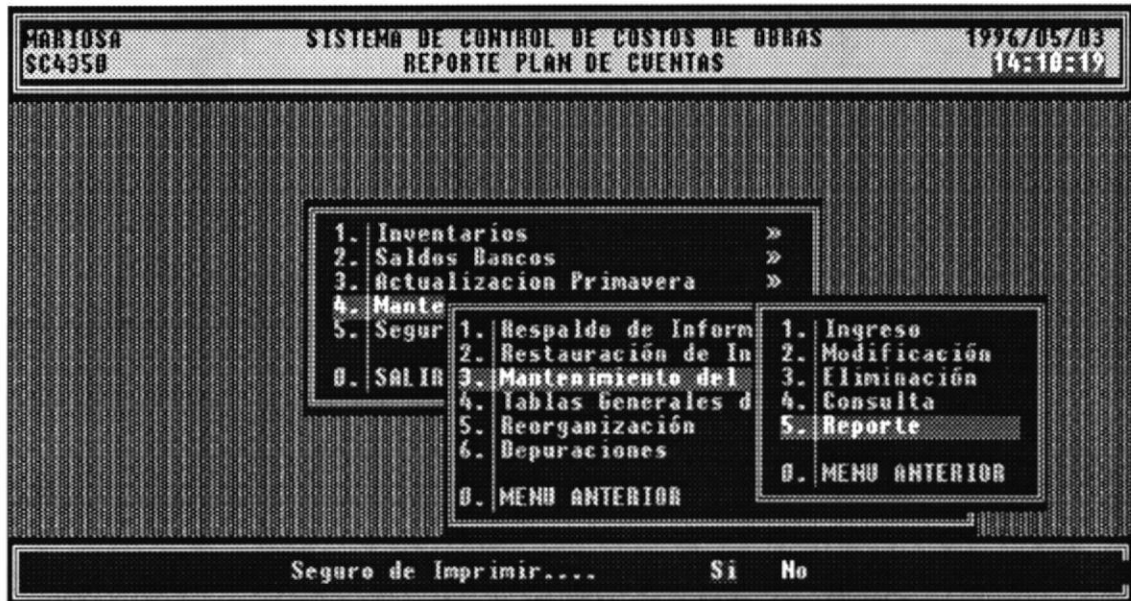 MARIOSA SISTEMA DE CONTROL DE COSTOS DE OBRAS 1996/05/03
SC4350 REPORTE PLAN DE CUENTAS 14:10:19
1. Inventarios »
2. Saldos Bancos »
3. Actualizacion Primavera »
4. Mante
5. Segur
0. SALIR
1. Respaldo de Inform
2. Restauración de In
3. Mantenimiento del
4. Tablas Generales d
5. Reorganización
6. Depuraciones
0. MENU ANTERIOR
1. Ingreso
2. Modificación
3. Eliminación
4. Consulta
5. Reporte
0. MENU ANTERIOR
Seguro de Imprimir.... Si No